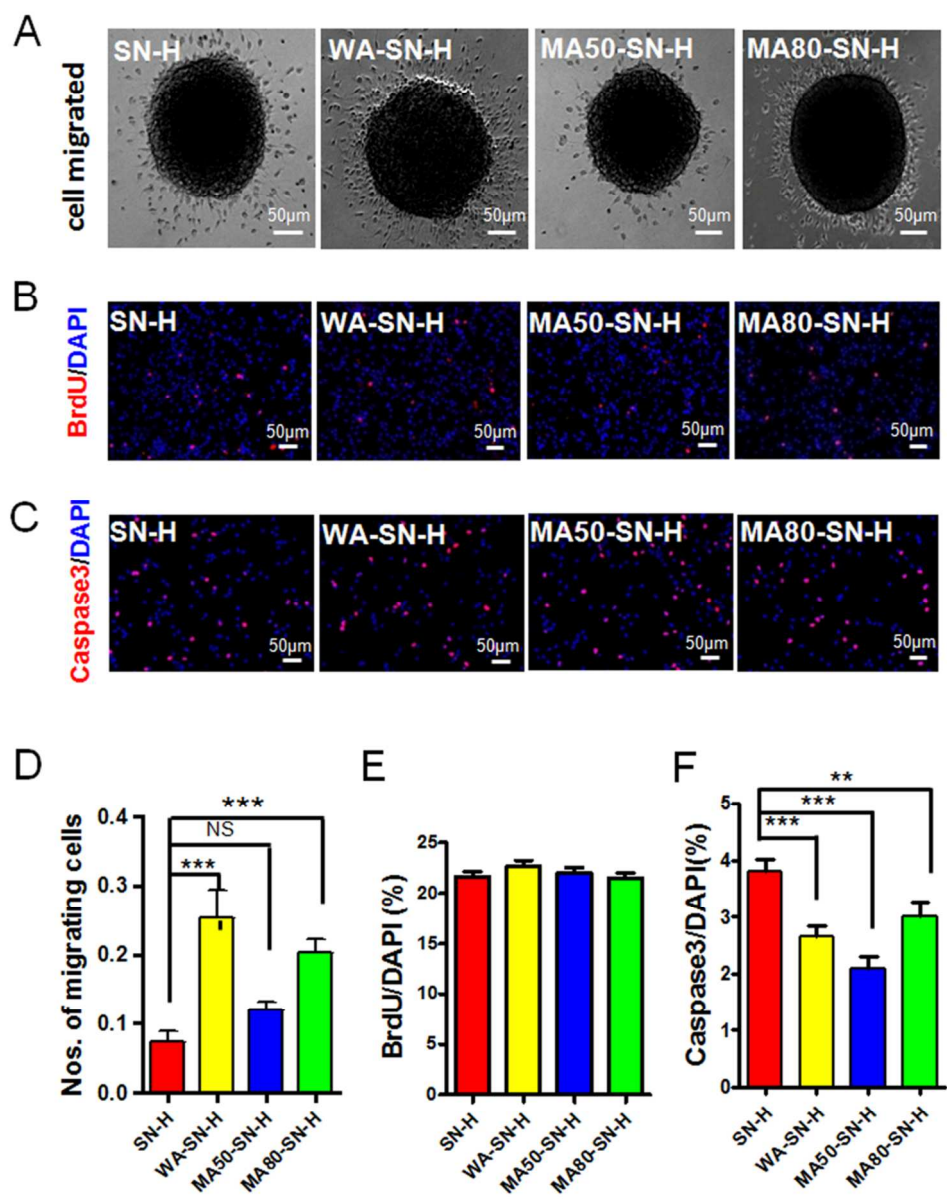 A
cell migrated
SN-H
WA-SN-H
MA50-SN-H
MA80-SN-H
50μm
50μm
50μm
50μm
B
BrdU/DAPI
SN-H
WA-SN-H
MA50-SN-H
MA80-SN-H
50μm
50μm
50μm
50μm
C
Caspase3/DAPI
SN-H
WA-SN-H
MA50-SN-H
MA80-SN-H
50μm
50μm
50μm
50μm
D
Nos. of migrating cells
0.4
0.3
0.2
0.1
0.0
***
NS
***
SN-H
WA-SN-H
MA50-SN-H
MA80-SN-H
E
BrdU/DAPI (%)
25
20
15
10
5
0
SN-H
WA-SN-H
MA50-SN-H
MA80-SN-H
F
Caspase3/DAPI(%)
5
4
3
2
1
0
**
***
***
SN-H
WA-SN-H
MA50-SN-H
MA80-SN-H